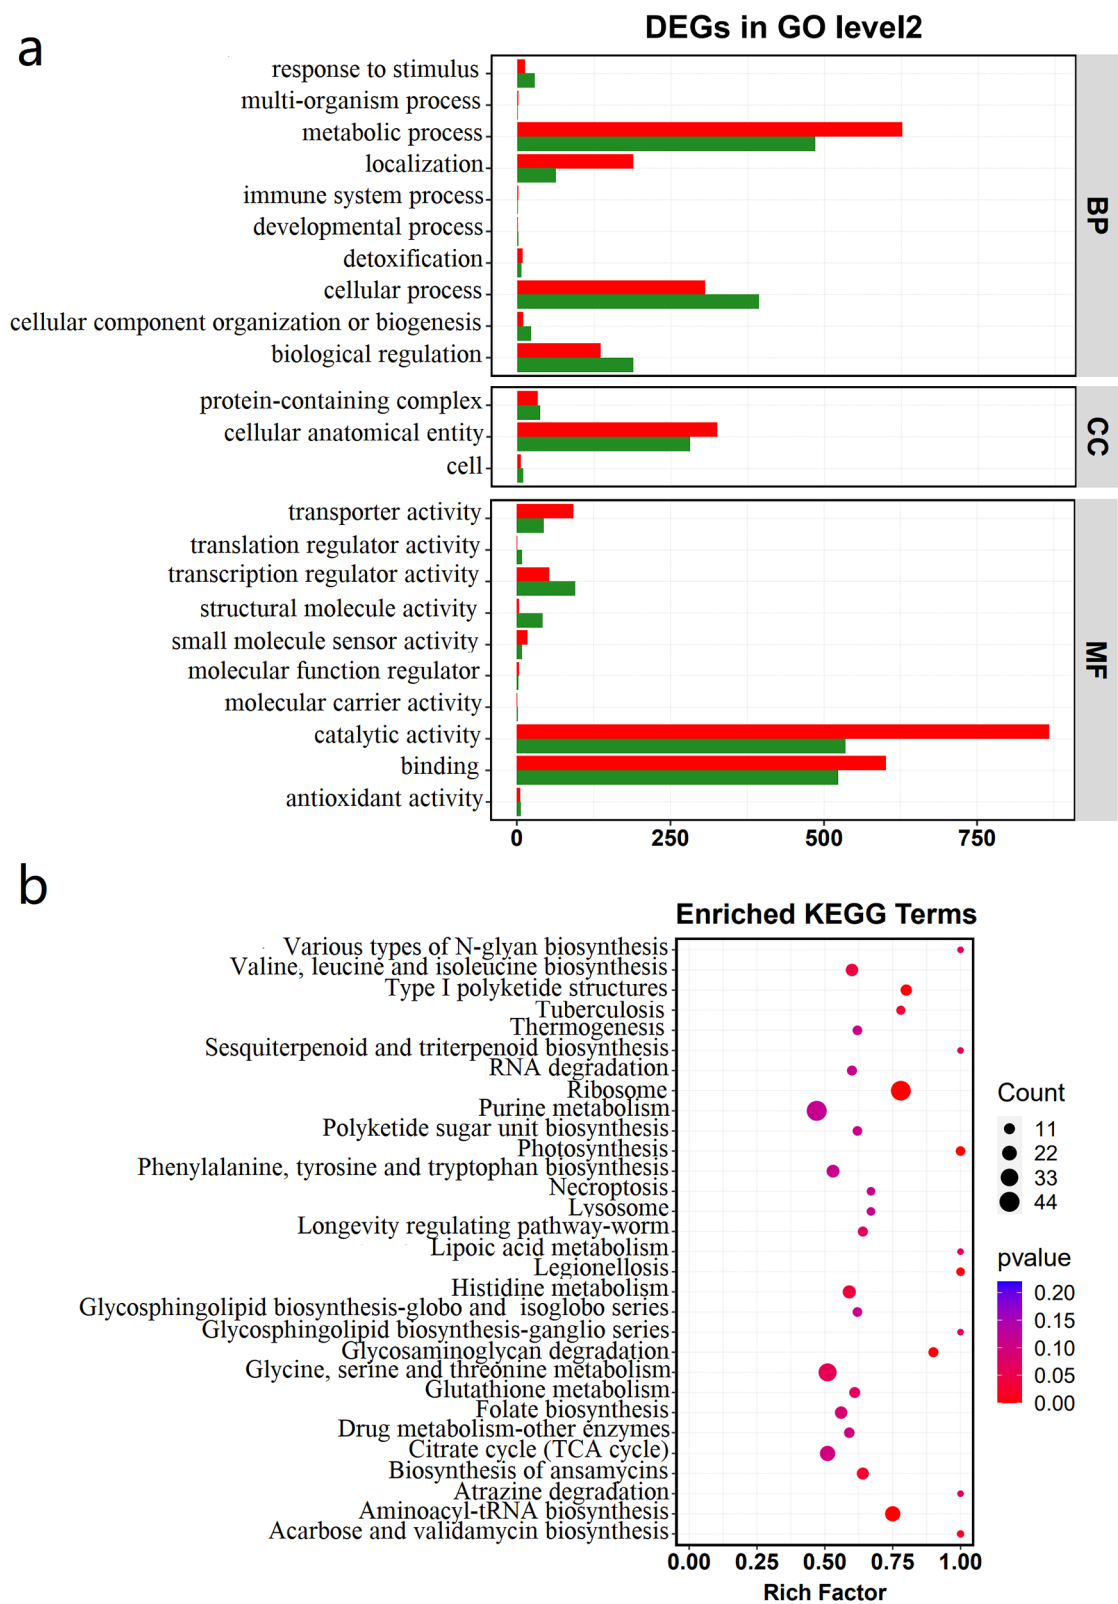 a
DEGs in GO level2
response to stimulus
multi-organism process
metabolic process
localization
immune system process
developmental process
detoxification
cellular process
cellular component organization or biogenesis
biological regulation
BP
protein-containing complex
cellular anatomical entity
cell
CC
transporter activity
translation regulator activity
transcription regulator activity
structural molecule activity
small molecule sensor activity
molecular function regulator
molecular carrier activity
catalytic activity
binding
antioxidant activity
MF
0 250 500 750
b
Enriched KEGG Terms
Various types of N-glyan biosynthesis
Valine, leucine and isoleucine biosynthesis
Type I polyketide structures
Tuberculosis
Thermogenesis
Sesquiterpenoid and triterpenoid biosynthesis
RNA degradation
Ribosome
Purine metabolism
Polyketide sugar unit biosynthesis
Photosynthesis
Phenylalanine, tyrosine and tryptophan biosynthesis
Necroptosis
Lysosome
Longevity regulating pathway-worm
Lipoic acid metabolism
Legionellosis
Histidine metabolism
Glycosphingolipid biosynthesis-globo and isoglobo series
Glycosphingolipid biosynthesis-ganglio series
Glycosaminoglycan degradation
Glycine, serine and threonine metabolism
Glutathione metabolism
Folate biosynthesis
Drug metabolism-other enzymes
Citrate cycle (TCA cycle)
Biosynthesis of ansamycins
Atrazine degradation
Aminoacyl-tRNA biosynthesis
Acarbose and validamycin biosynthesis
0.00 0.25 0.50 0.75 1.00
Rich Factor
Count
11
22
33
44
pvalue
0.20
0.15
0.10
0.05
0.00